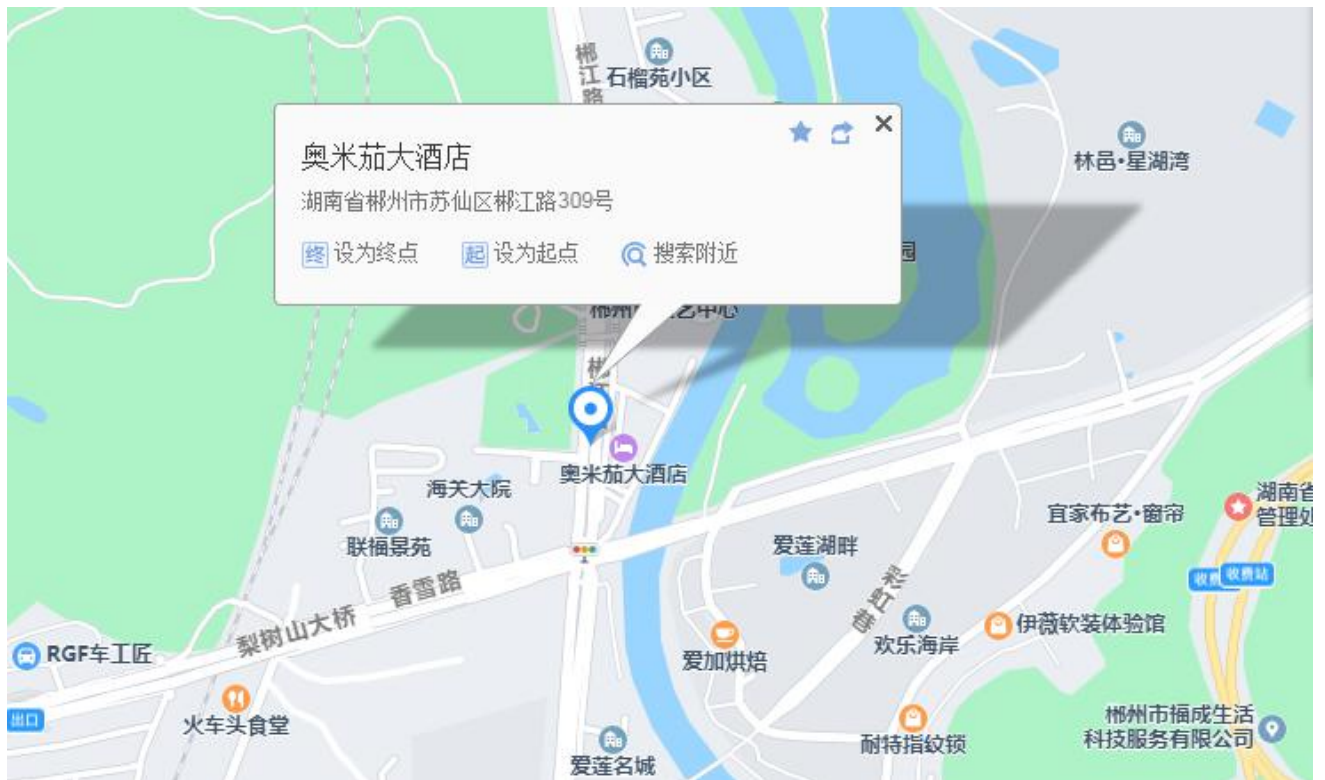 郴江路
石榴苑小区
奥米茄大酒店
湖南省郴州市苏仙区郴江路309号
终 设为终点
起 设为起点
搜索附近
林邑•星湖湾
园
艺中心
奥米茄大酒店
海关大院
联福景苑
香雪路
梨树山大桥
RGF车工匠
出口
火车头食堂
爱莲名城
爱莲湖畔
彩虹巷
欢乐海岸
爱加烘焙
伊薇软装体验馆
宜家布艺•窗帘
湖南省
管理处
收费站
耐特指纹锁
郴州市福成生活
科技服务有限公司